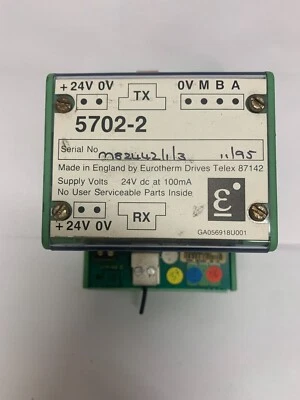 + 24V 0V TX 0V M B A
5702-2
Serial No M82442/1/3 11/95
Made in England by Eurotherm Drives Telex 87142
Supply Volts 24V dc at 100mA
No User Serviceable Parts Inside
+ 24V 0V RX
ε
GA056918U001